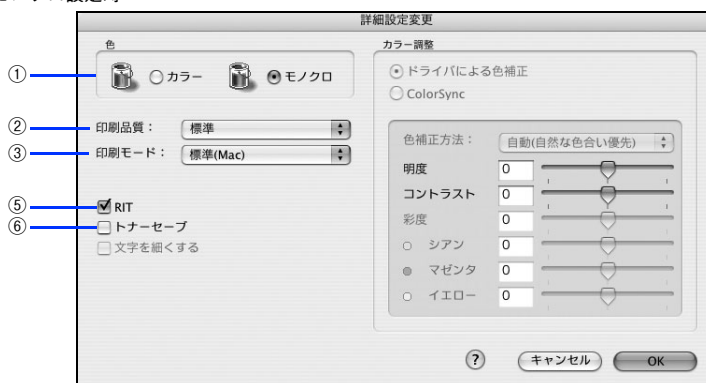 詳細設定変更
色
① カラー モノクロ
② 印刷品質： 標準
③ 印刷モード： 標準(Mac)
⑤ RIT
⑥ トナーセーブ
文字を細くする
カラー調整
ドライバによる色補正
ColorSync
色補正方法： 自動(自然な色合い優先)
明度 0
コントラスト 0
彩度 0
シアン 0
マゼンタ 0
イエロー 0
? キャンセル OK